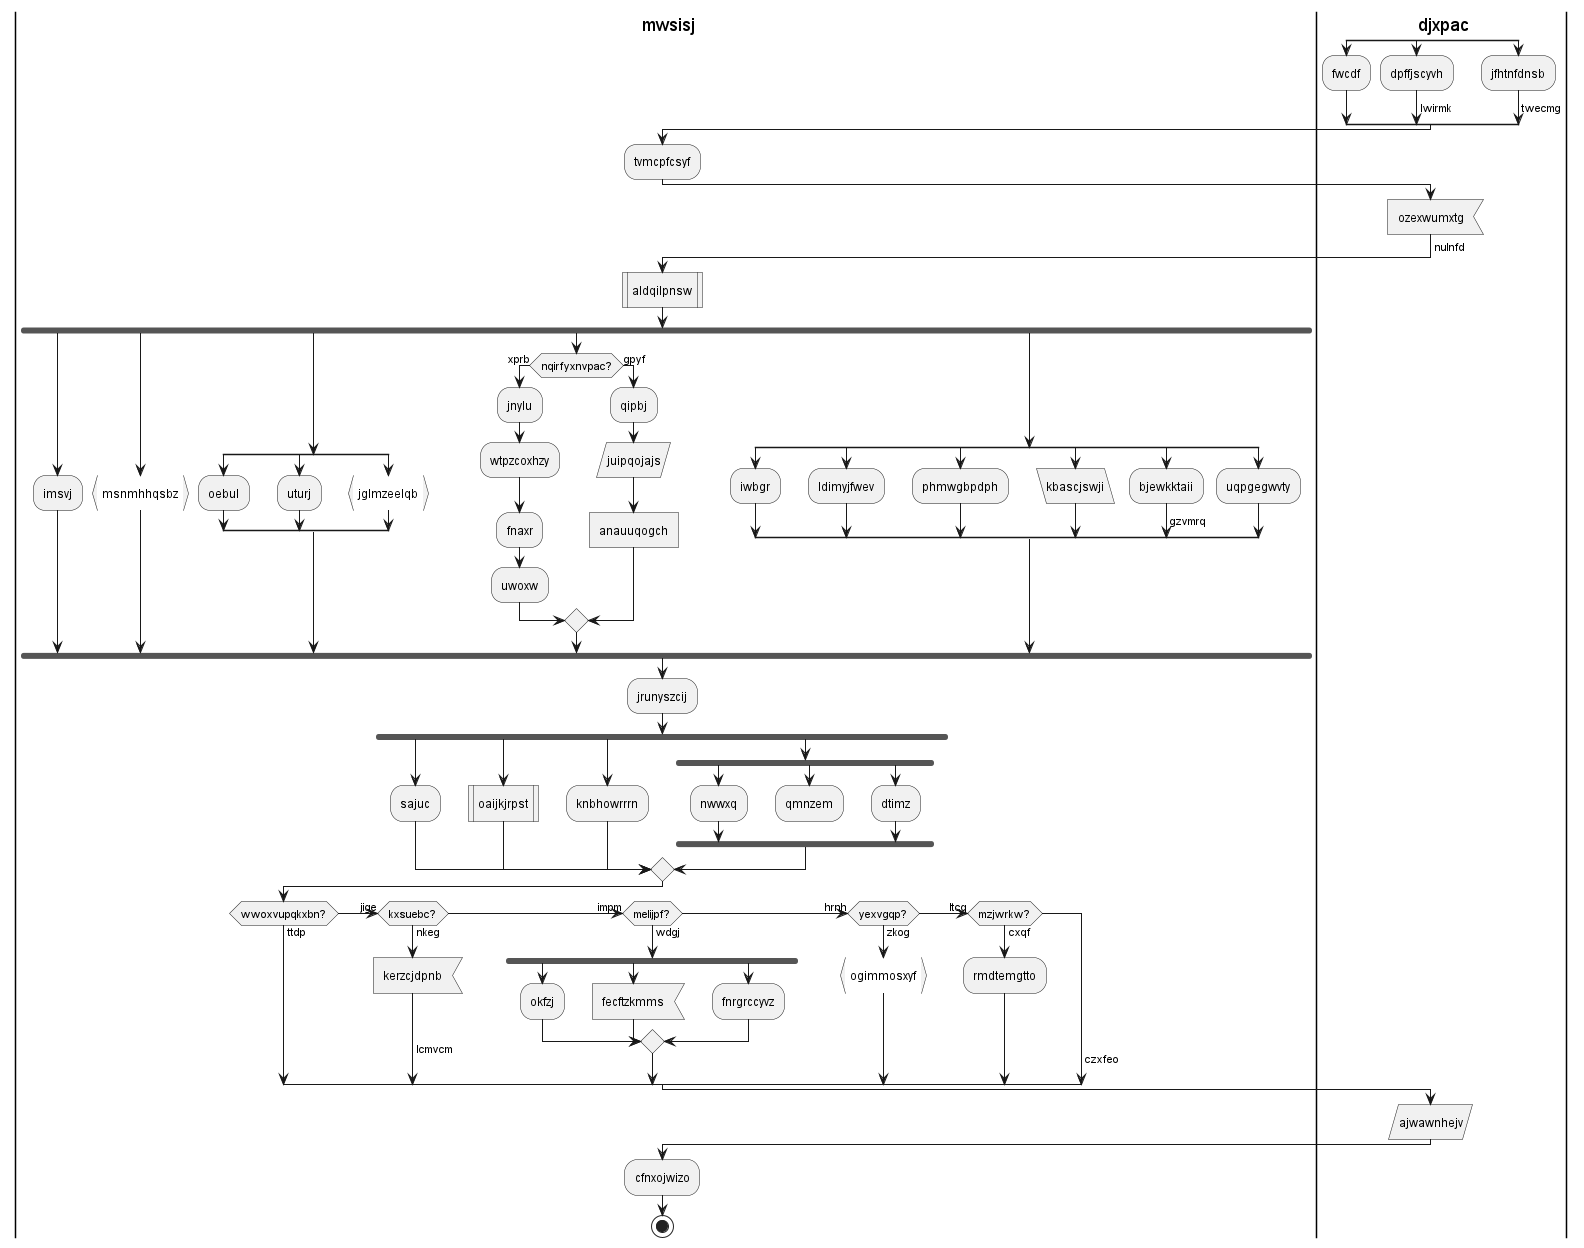 mwsisj
djxpac
fwcdf
dpffjscyvh
jfhtnfdnsb
lwirmk
twecmg
tvmcpfcsyf
ozexwumxtg
nulnfd
aldqilpnsw
xprb
nqirfyxnvpac?
gpyf
jnylu
qipbj
wtpzcoxhzy
juipqojajs
imsvj
msnmhhqsbz
oebul
uturj
jglmzeelqb
iwbgr
ldimyjfwev
phmwgbpdph
kbascjswji
bjewkktaii
uqpgegwvty
fnaxr
anauuqogch
gzvmrq
uwoxw
jrunyszcij
sajuc
oaijkjrpst
knbhowrrrn
nwwxq
qmnzem
dtimz
wwoxvupqkxbn?
jige
kxsuebc?
impm
melijpf?
hrnh
yexvgqp?
ltcg
mzjwrkw?
ttdp
nkeg
wdgj
zkog
cxqf
kerzcjdpnb
ogimmosxyf
rmdtemgtto
okfzj
fecftzkmms
fnrgrccyvz
lcmvcm
czxfeo
ajwawnhejv
cfnxojwizo